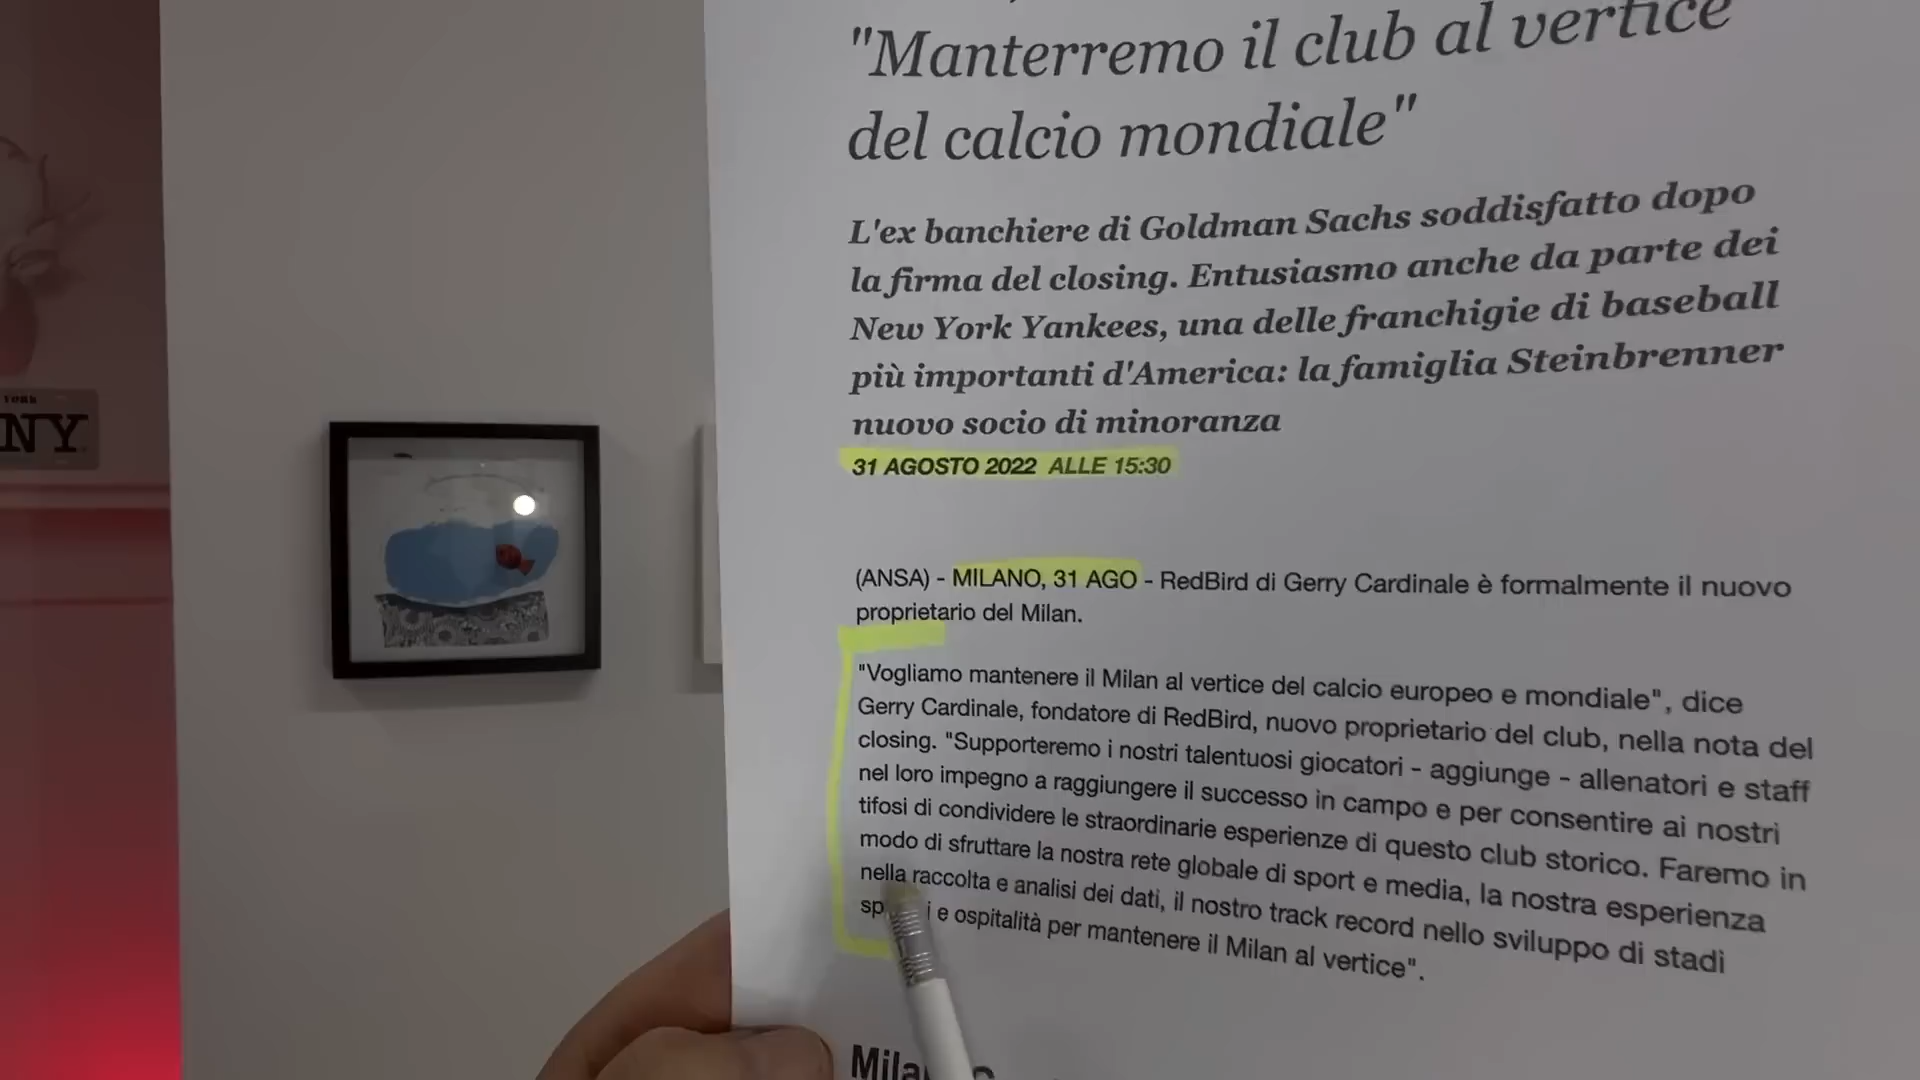 "Manterremo il club al vertice
del calcio mondiale"
L'ex banchiere di Goldman Sachs soddisfatto dopo
la firma del closing. Entusiasmo anche da parte dei
New York Yankees, una delle franchigie di baseball
più importanti d'America: la famiglia Steinbrenner
nuovo socio di minoranza
31 AGOSTO 2022 ALLE 15:30
(ANSA) - MILANO, 31 AGO - RedBird di Gerry Cardinale è formalmente il nuovo
proprietario del Milan.
"Vogliamo mantenere il Milan al vertice del calcio europeo e mondiale", dice
Gerry Cardinale, fondatore di RedBird, nuovo proprietario del club, nella nota del
closing. "Supporteremo i nostri talentuosi giocatori - aggiunge - allenatori e staff
nel loro impegno a raggiungere il successo in campo e per consentire ai nostri
tifosi di condividere le straordinarie esperienze di questo club storico. Faremo in
modo di sfruttare la nostra rete globale di sport e media, la nostra esperienza
nella raccolta e analisi dei dati, il nostro track record nello sviluppo di stadi
e ospitalità per mantenere il Milan al vertice".
NY